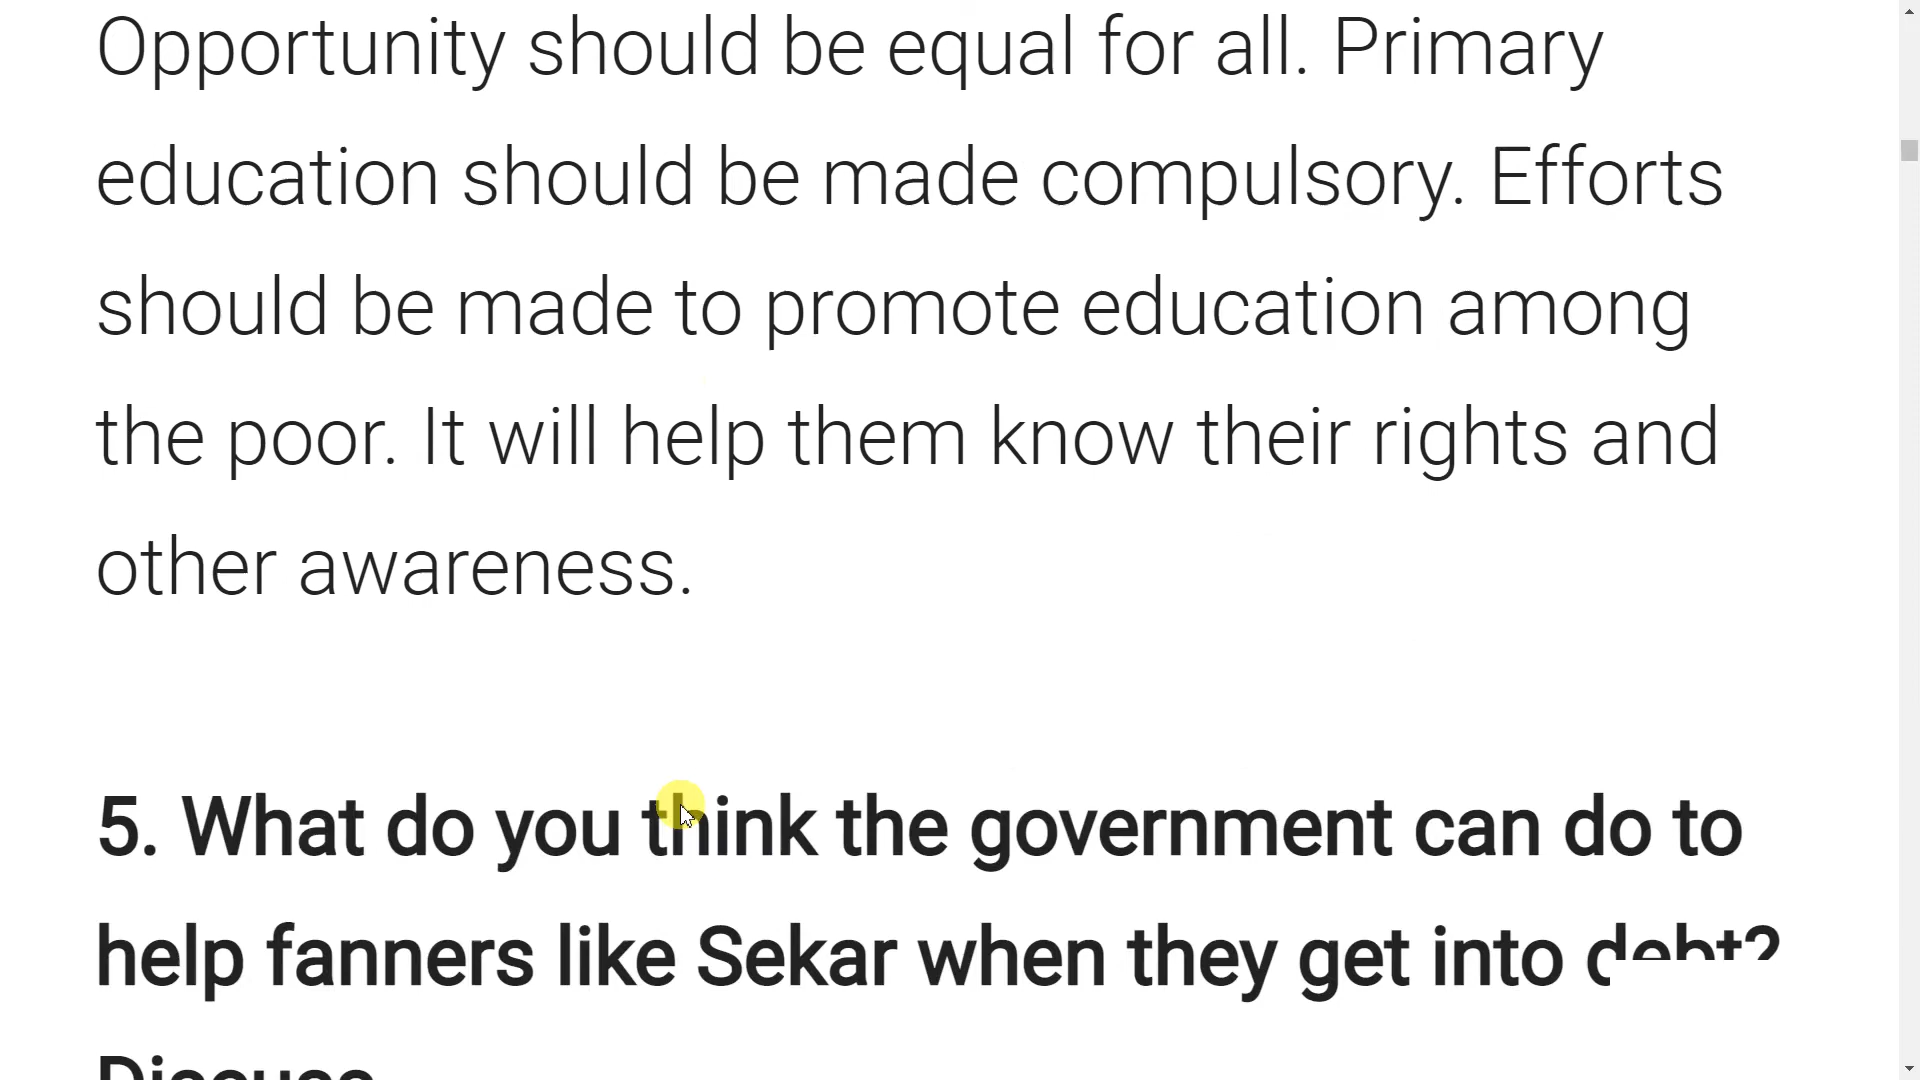 Opportunity should be equal for all. Primary
education should be made compulsory. Efforts
should be made to promote education among
the poor. It will help them know their rights and
other awareness.
5. What do you think the government can do to
help fanners like Sekar when they get into debt?
Discuss